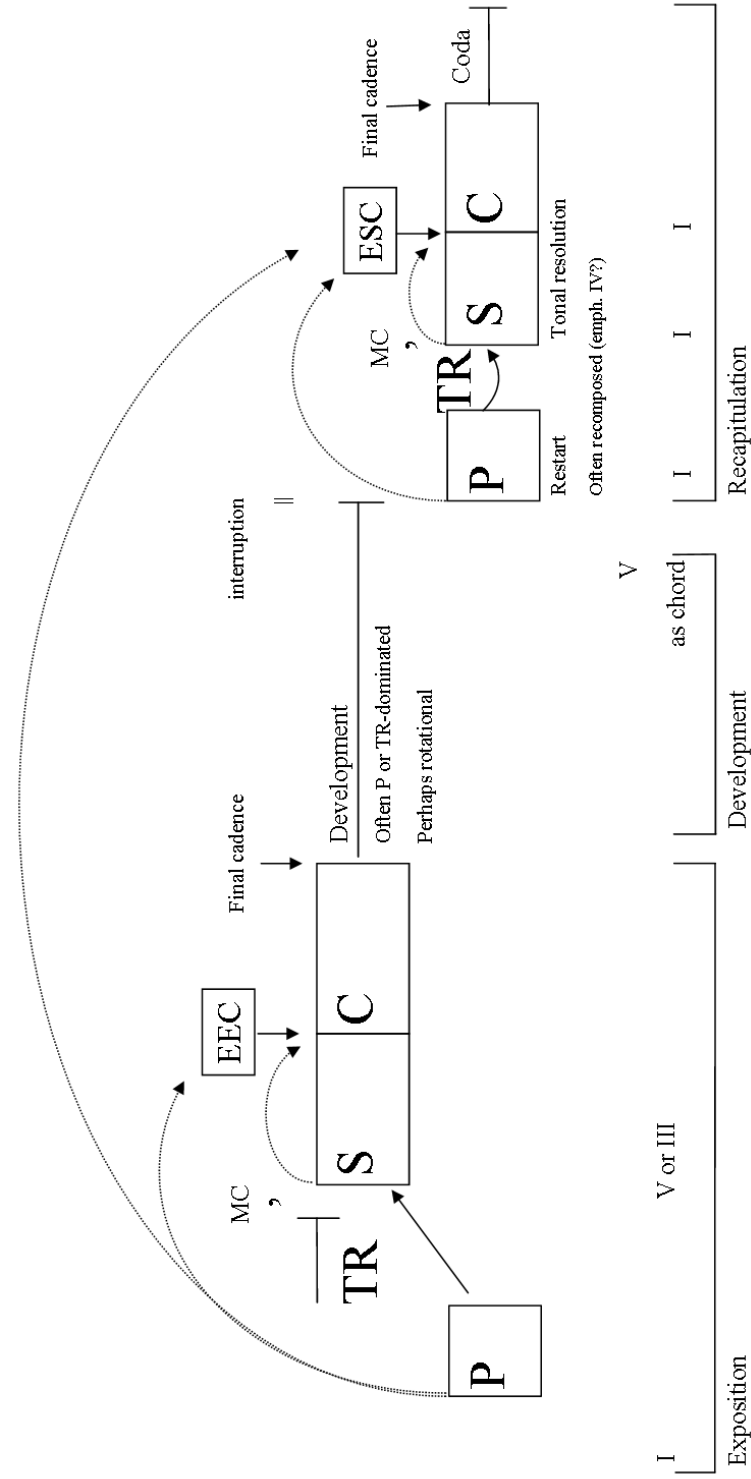 EEC
MC
,
Final cadence
interruption
||
MC
,
ESC
Final cadence
TR
S
C
Development
Often P or TR-dominated
Perhaps rotational
P
P
TR
S
C
Coda
Restart
Tonal resolution
Often recomposed (emph. IV?)
I
V or III
V
as chord
I
I
I
Exposition
Development
Recapitulation